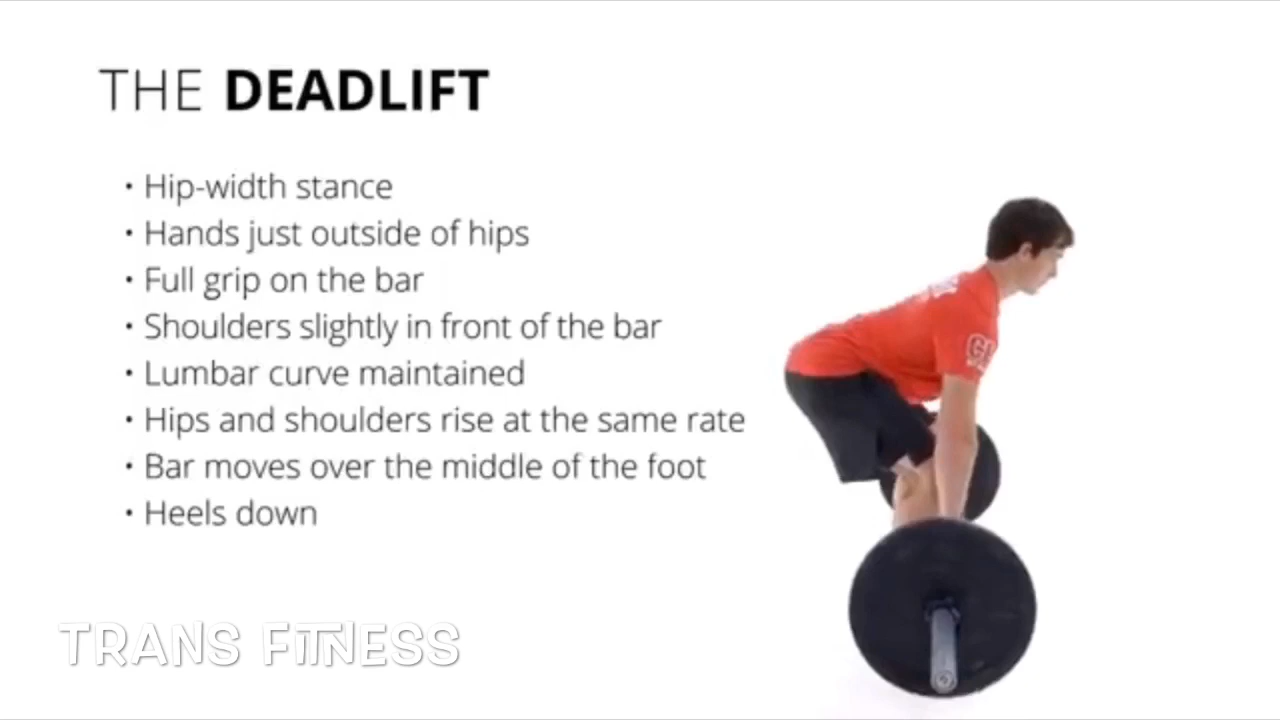 THE DEADLIFT
• Hip-width stance
• Hands just outside of hips
• Full grip on the bar
• Shoulders slightly in front of the bar
• Lumbar curve maintained
• Hips and shoulders rise at the same rate
• Bar moves over the middle of the foot
• Heels down
TRANS FITNESS